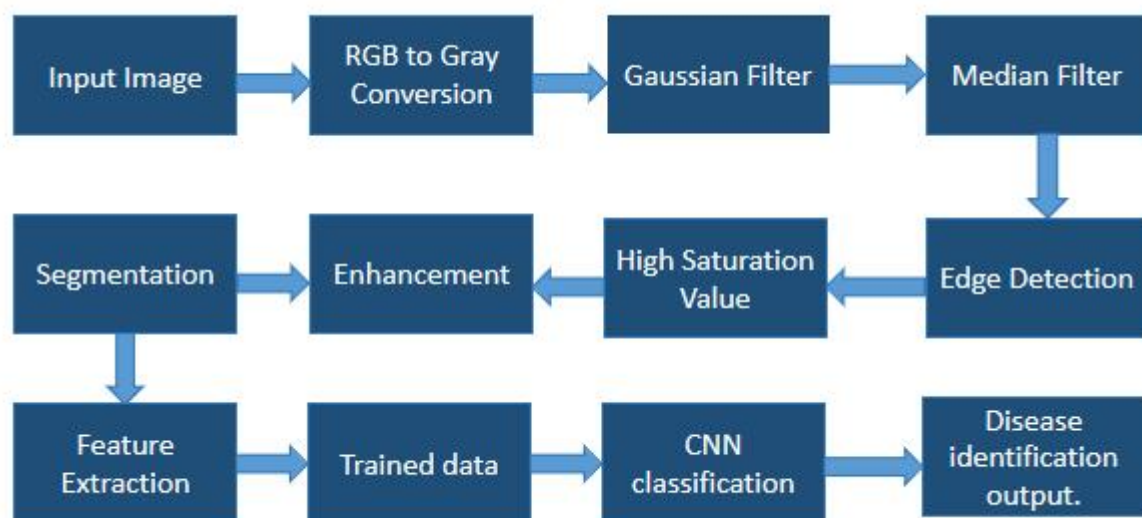 Input Image
RGB to Gray
Conversion
Gaussian Filter
Median Filter
Segmentation
Enhancement
High Saturation
Value
Edge Detection
Feature
Extraction
Trained data
CNN
classification
Disease
identification
output.